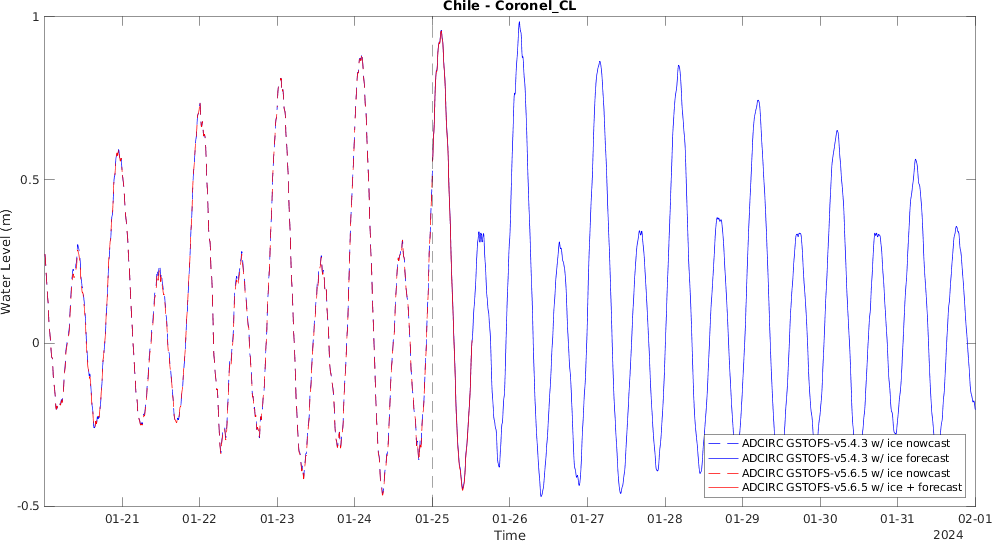 Chile - Coronel_CL
1
0.5
0
-0.5
Water Level (m)
01-21 01-22 01-23 01-24 01-25 01-26 01-27 01-28 01-29 01-30 01-31 02-01
Time
2024
ADCIRC GSTOFS-v5.4.3 w/ ice nowcast
ADCIRC GSTOFS-v5.4.3 w/ ice forecast
ADCIRC GSTOFS-v5.6.5 w/ ice nowcast
ADCIRC GSTOFS-v5.6.5 w/ ice + forecast